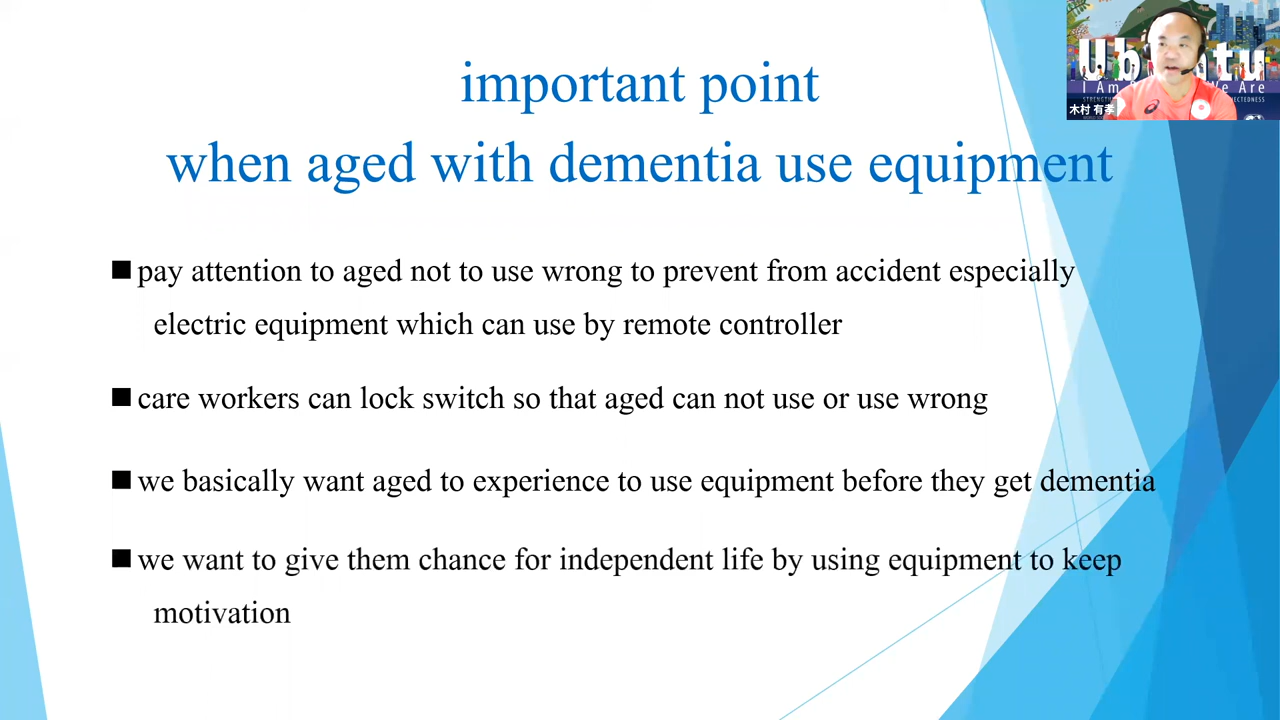 important point
when aged with dementia use equipment
pay attention to aged not to use wrong to prevent from accident especially
electric equipment which can use by remote controller
care workers can lock switch so that aged can not use or use wrong
we basically want aged to experience to use equipment before they get dementia
we want to give them chance for independent life by using equipment to keep
motivation
I Am
We Are
木村 有孝